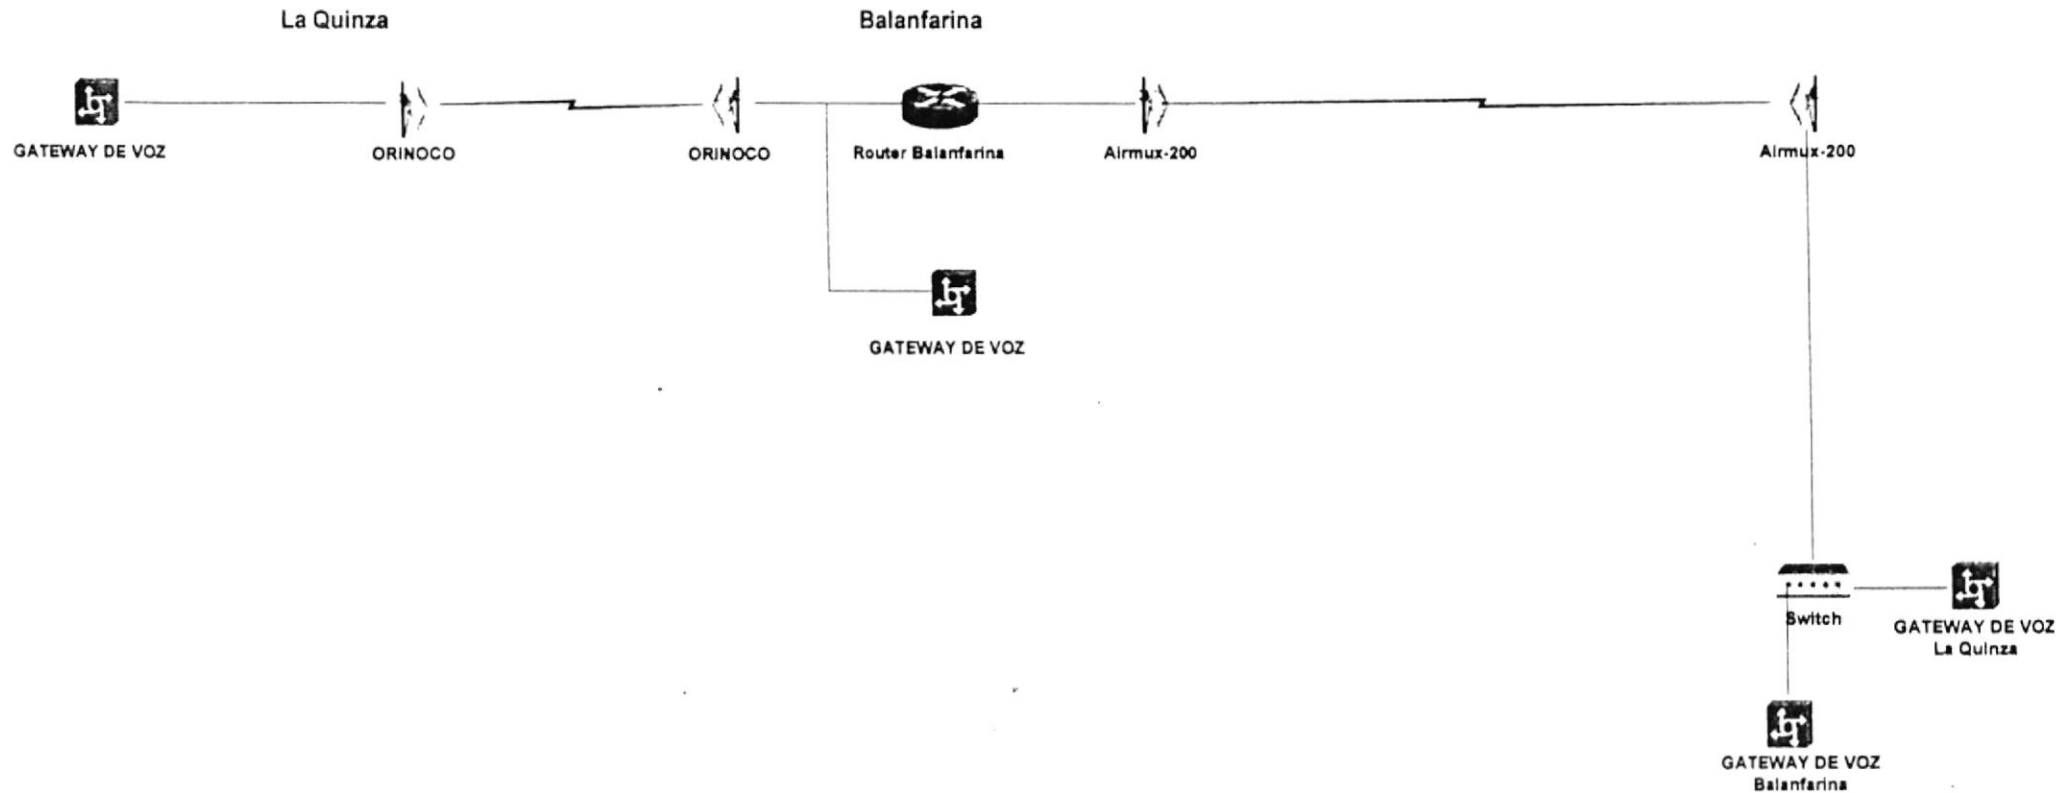 La Quinza
Balanfarina
GATEWAY DE VOZ
ORINOCO
ORINOCO
Router Balanfarina
Airmux-200
Airmux-200
GATEWAY DE VOZ
Switch
GATEWAY DE VOZ
La Quinza
GATEWAY DE VOZ
Balanfarina